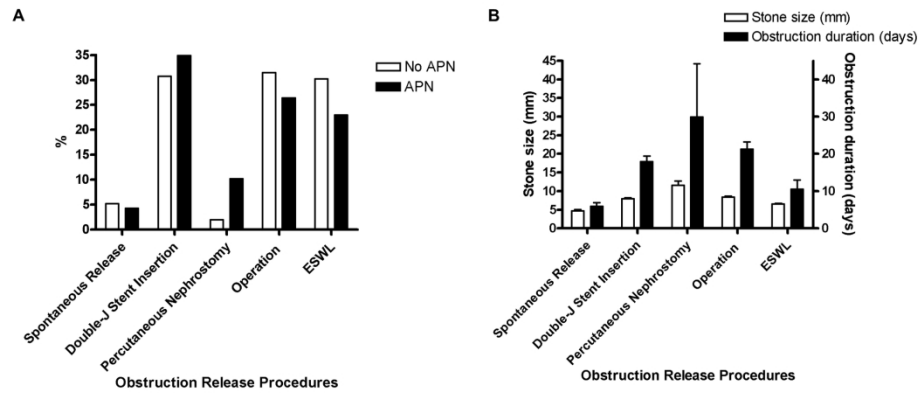 A
No APN
APN
35
30
25
20
15
10
5
0
%
Spontaneous Release
Double-J Stent Insertion
Percutaneous Nephrostomy
Operation
ESWL
Obstruction Release Procedures
B
Stone size (mm)
Obstruction duration (days)
45
40
35
30
25
20
15
10
5
0
Stone size (mm)
40
30
20
10
0
Obstruction duration
(days)
Spontaneous Release
Double-J Stent Insertion
Percutaneous Nephrostomy
Operation
ESWL
Obstruction Release Procedures